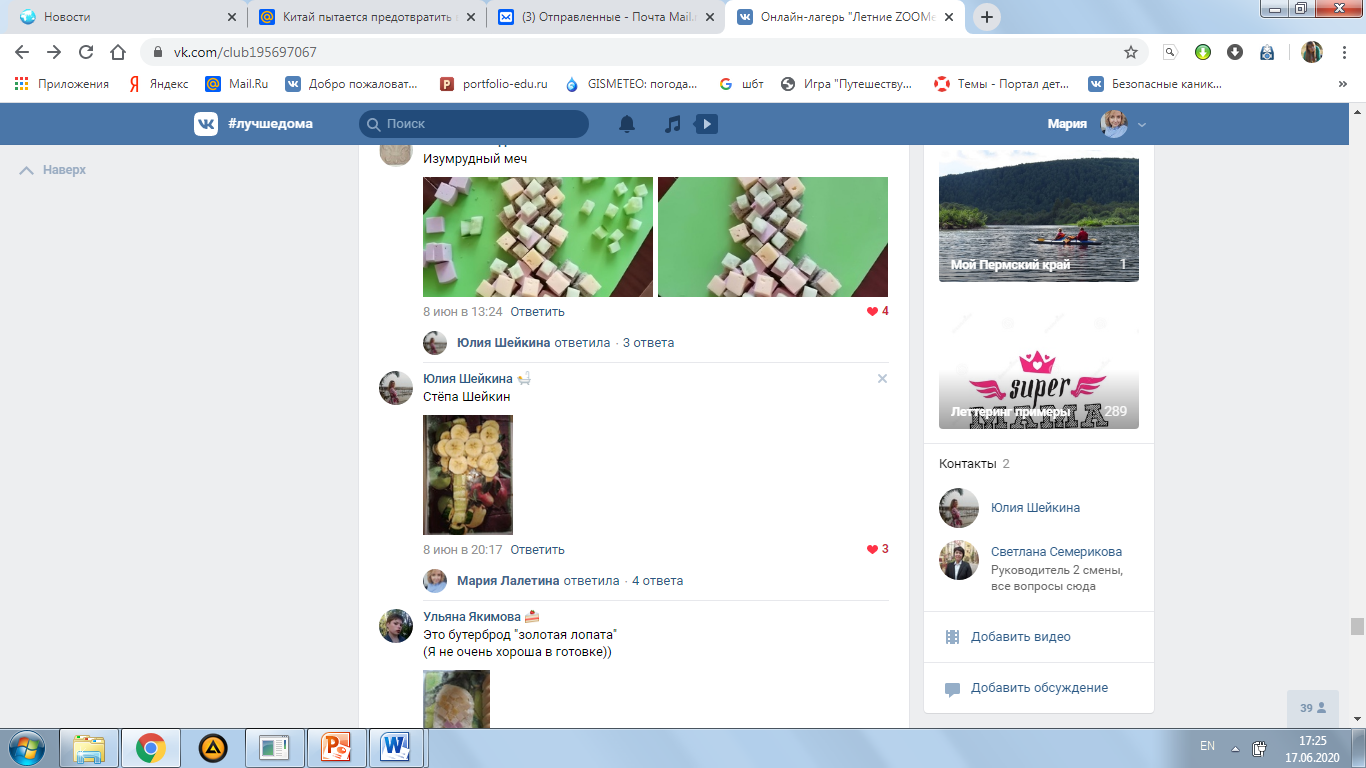 Новости
Китай пытается предотвратить
(3) Отправленные - Почта Mail.
Онлайн-лагерь "Летние ZOOM
vk.com/club195697067
Приложения
Яндекс
Mail.Ru
Добро пожаловат...
portfolio-edu.ru
GISMETEO: погода...
шбт
Игра "Путешеству...
Темы - Портал дет...
Безопасные каник...
»
#лучшедома
Поиск
Мария
Наверх
Изумрудный меч
8 июн в 13:24 Ответить
4
Юлия Шейкина ответила · 3 ответа
Юлия Шейкина
Стёпа Шейкин
8 июн в 20:17 Ответить
3
Мария Лалетина ответила · 4 ответа
Ульяна Якимова
Это бутерброд "золотая лопата"
(Я не очень хороша в готовке))
Мой Пермский край 1
super
МАМА
Леттеринг примеры 289
Контакты 2
Юлия Шейкина
Светлана Семерикова
Руководитель 2 смены,
все вопросы сюда
Добавить видео
Добавить обсуждение
39
EN
17:25
17.06.2020